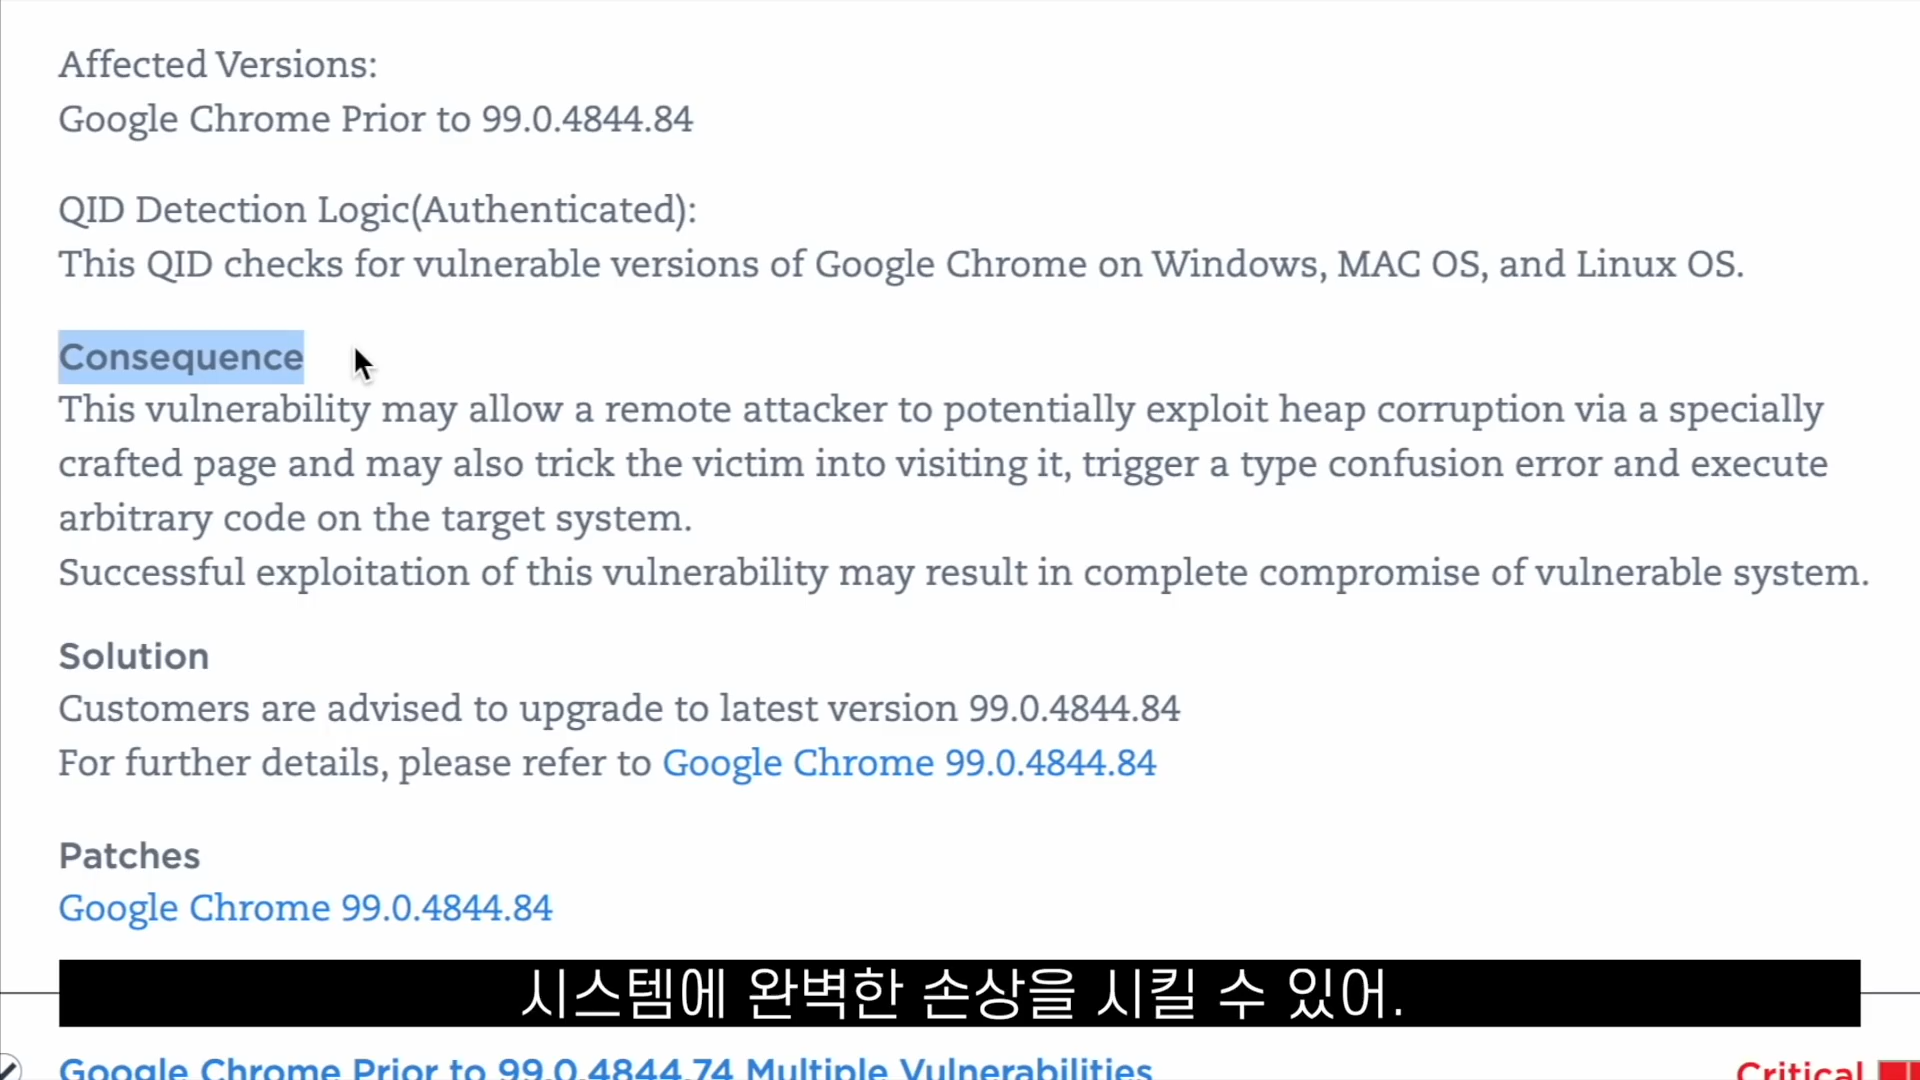 Affected Versions:
Google Chrome Prior to 99.0.4844.84
QID Detection Logic(Authenticated):
This QID checks for vulnerable versions of Google Chrome on Windows, MAC OS, and Linux OS.
Consequence
This vulnerability may allow a remote attacker to potentially exploit heap corruption via a specially
crafted page and may also trick the victim into visiting it, trigger a type confusion error and execute
arbitrary code on the target system.
Successful exploitation of this vulnerability may result in complete compromise of vulnerable system.
Solution
Customers are advised to upgrade to latest version 99.0.4844.84
For further details, please refer to Google Chrome 99.0.4844.84
Patches
Google Chrome 99.0.4844.84
시스템에 완벽한 손상을 시킬 수 있어.
Google Chrome Prior to 99.0.4844.74 Multiple Vulnerabilities
Critical